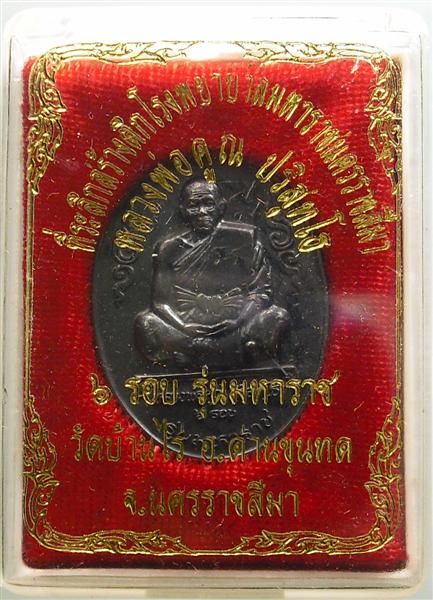 ที่ระลึกสร้างตึกโรงพยาบาลมหาราชนครราชสีมา
หลวงพ่อคูณ ปริสุทฺโธ
๖ รอบ รุ่นมหาราช
วัดบ้านไร่ อ.ด่านขุนทด
จ.นครราชสีมา